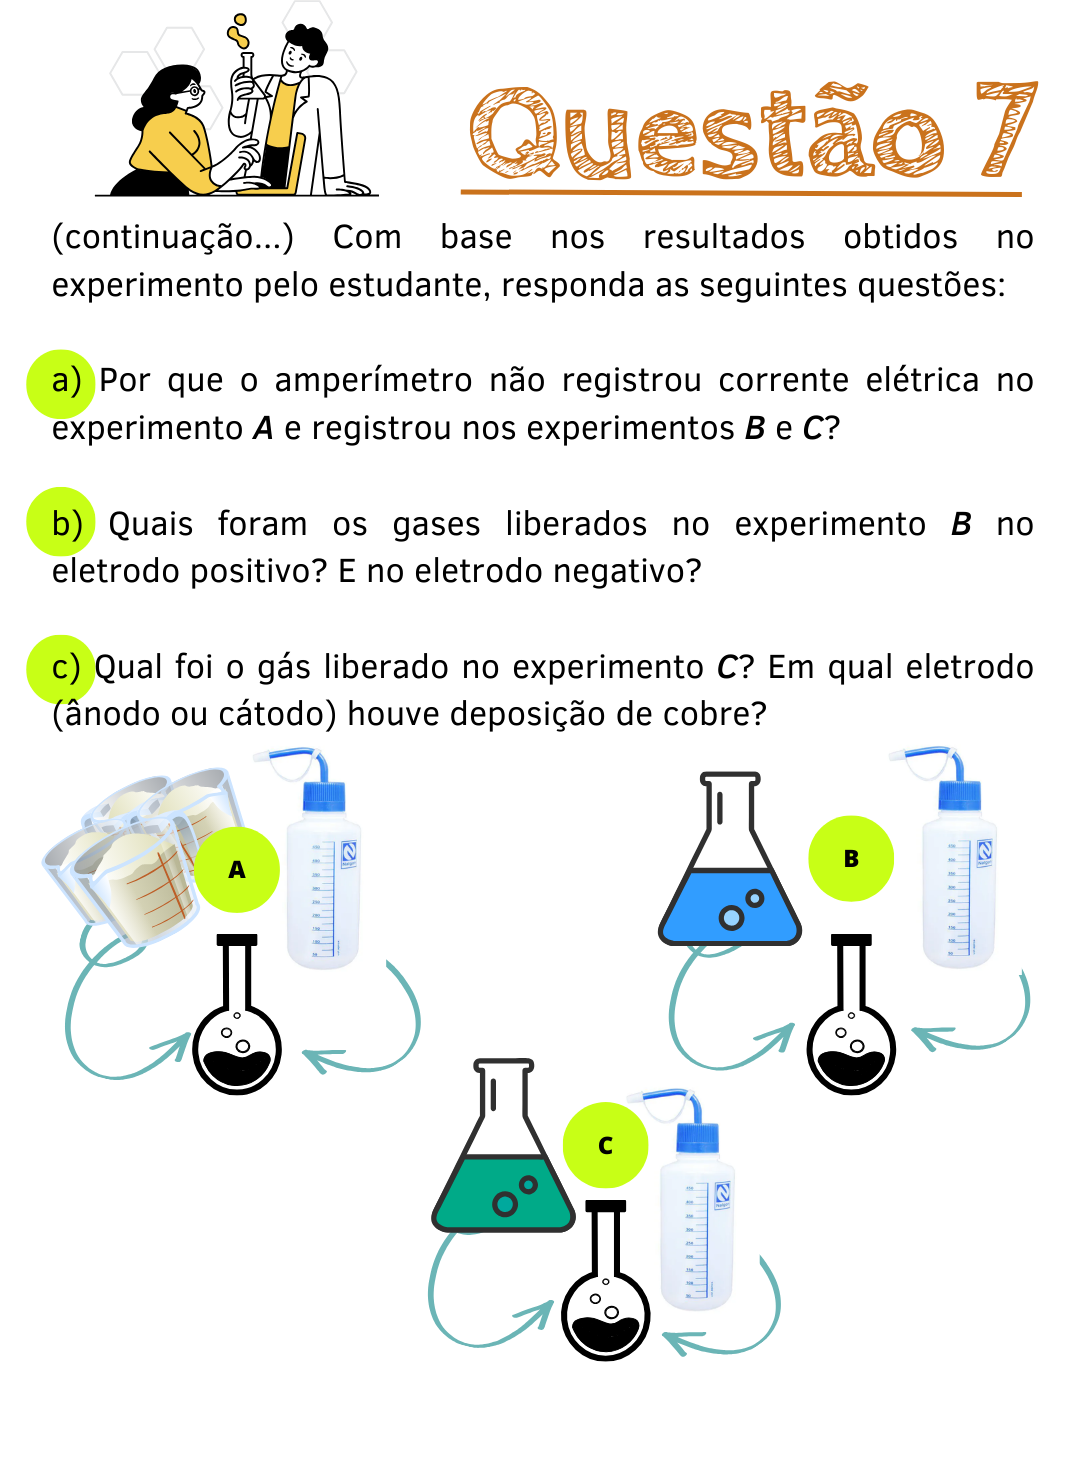 Questão 7
(continuação...) Com base nos resultados obtidos no
experimento pelo estudante, responda as seguintes questões:
a) Por que o amperímetro não registrou corrente elétrica no
experimento A e registrou nos experimentos B e C?
b) Quais foram os gases liberados no experimento B no
eletrodo positivo? E no eletrodo negativo?
c) Qual foi o gás liberado no experimento C? Em qual eletrodo
(ânodo ou cátodo) houve deposição de cobre?
A
B
C